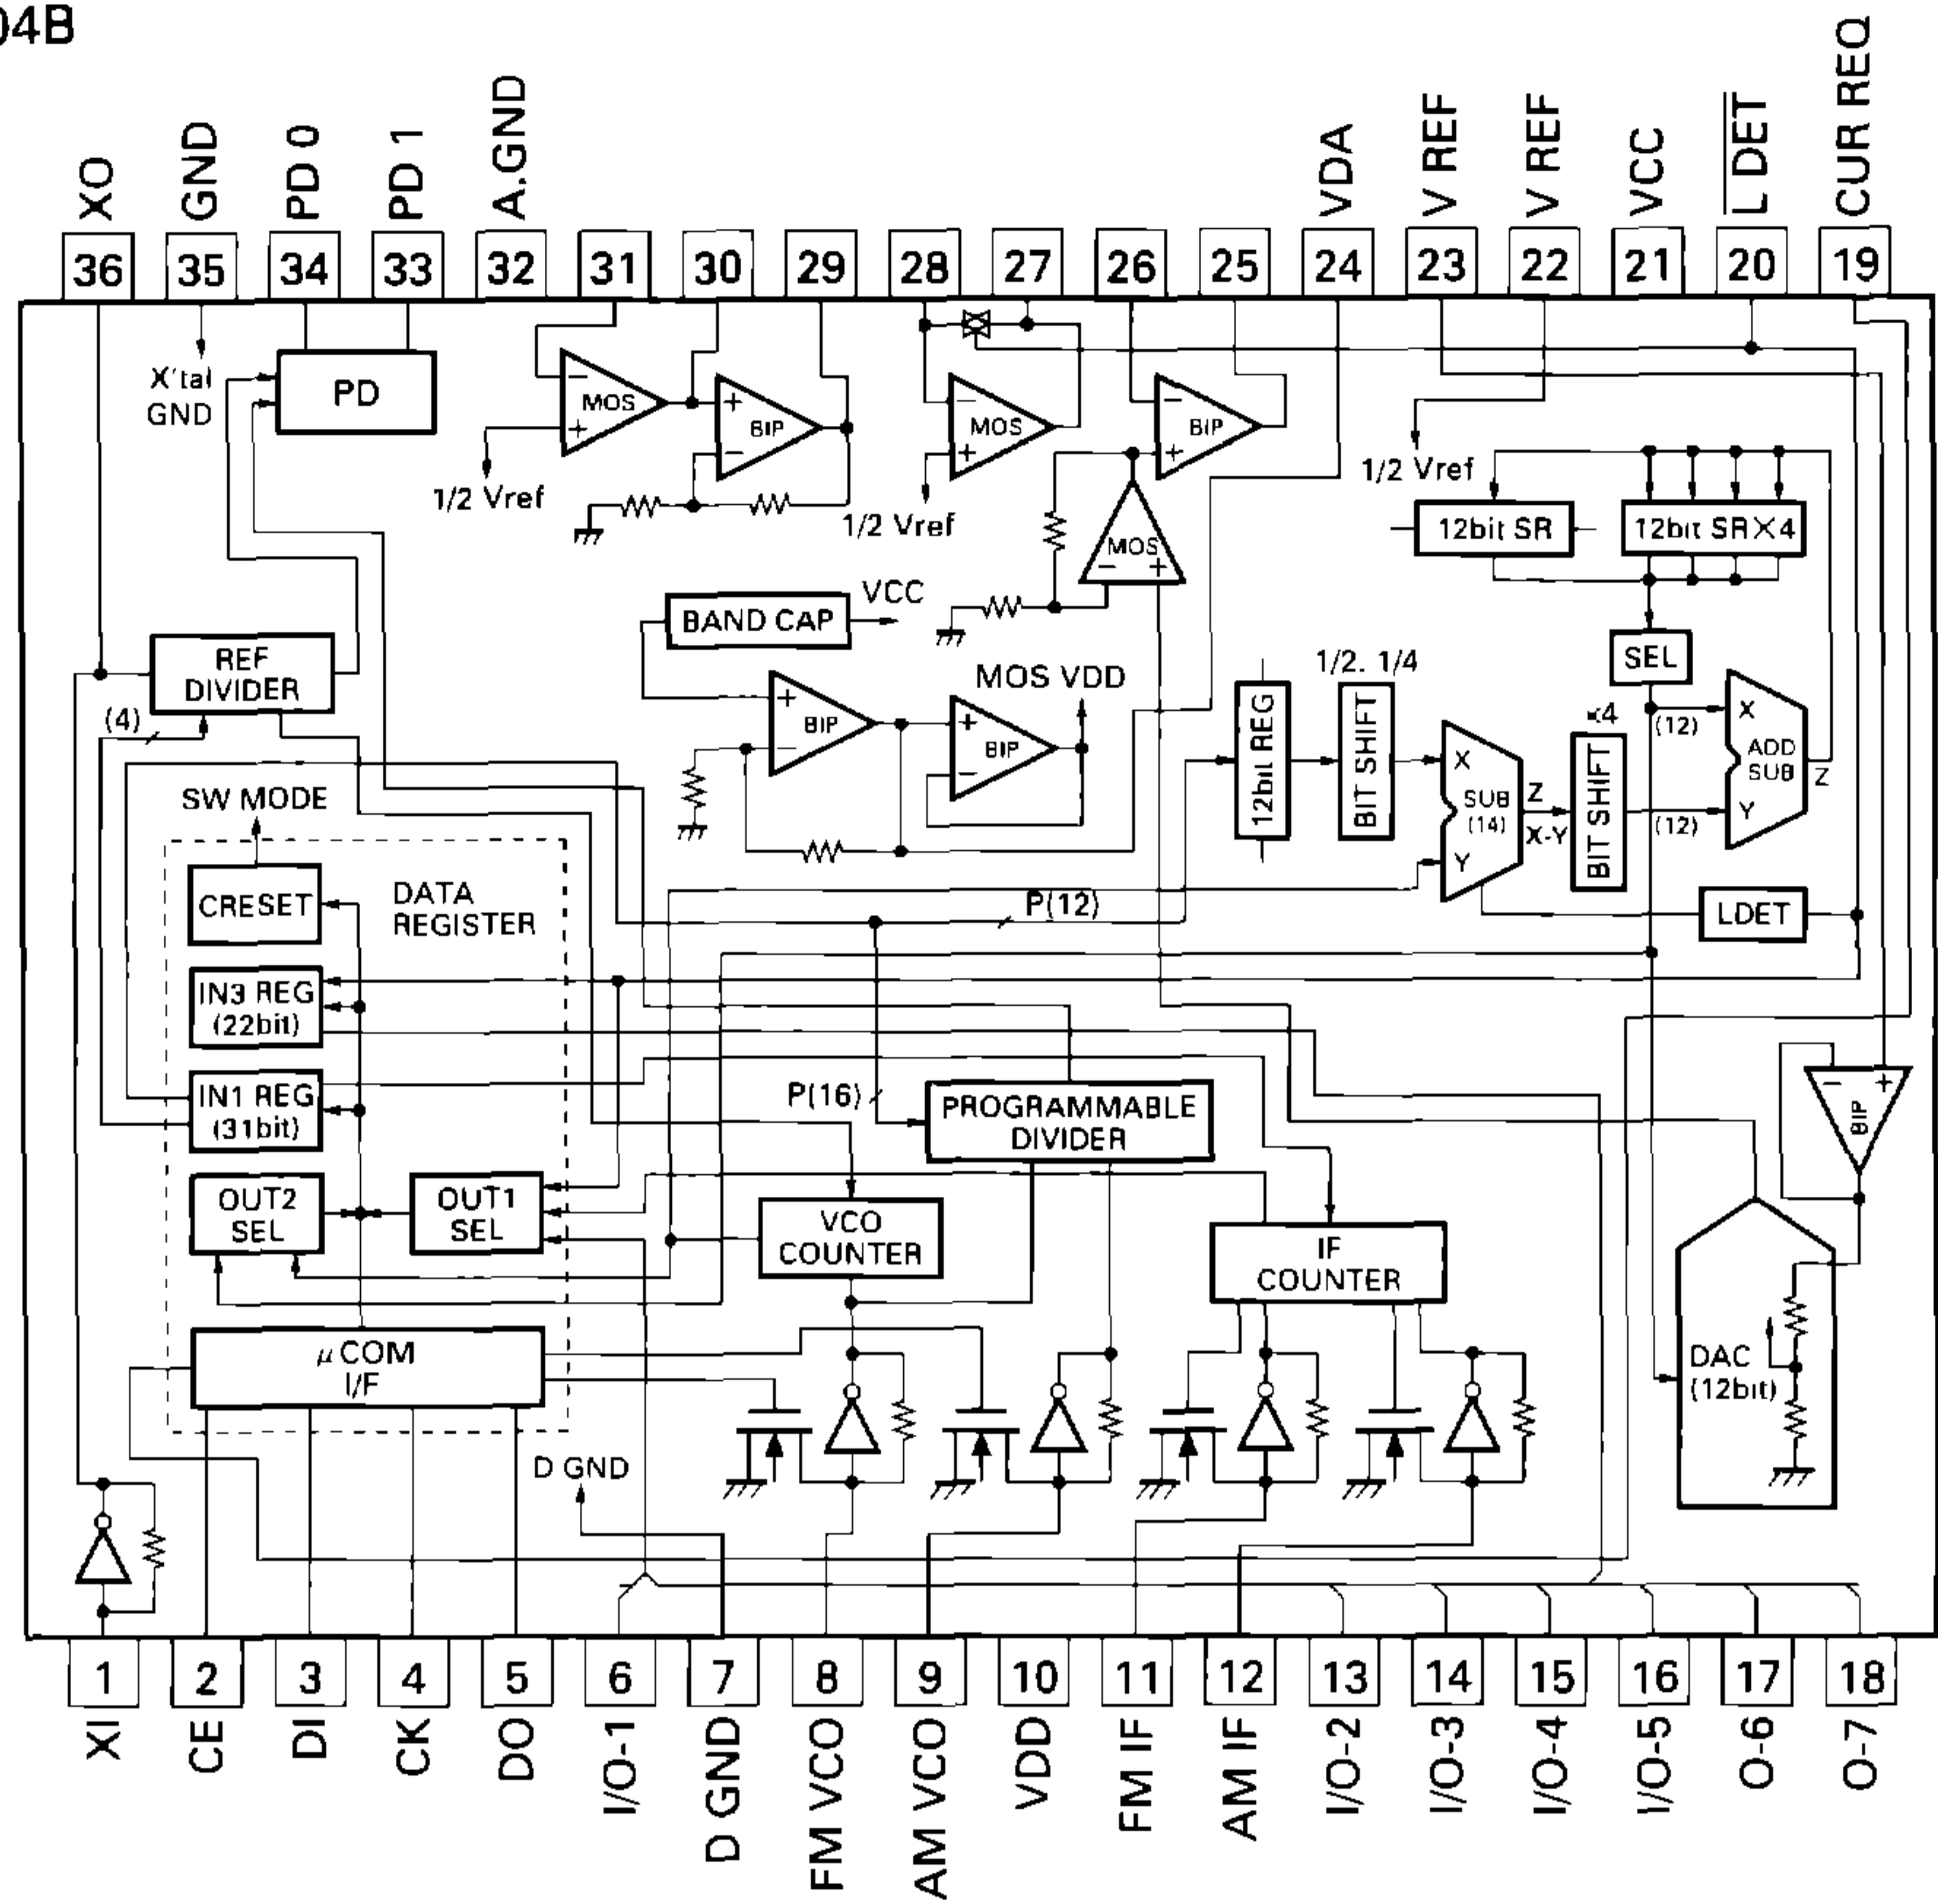 04B
XO
GND
PD 0
PD 1
A.GND
VDA
V REF
V REF
VCC
L DET
CUR REQ
36 35 34 33 32 31 30 29 28 27 26 25 24 23 22 21 20 19
X'tal
GND
PD
MOS
BIP
1/2 Vref
MOS
1/2 Vref
BIP
MOS
1/2 Vref
12bit SR
12bit SR×4
BAND CAP
VCC
SEL
REF
DIVIDER
(4)
BIP
MOS VDD
BIP
12bit REG
1/2. 1/4
BIT SHIFT
X
SUB
(14)
Y
Z
X-Y
×4
BIT SHIFT
(12)
(12)
X
ADD
SUB
Y
Z
SW MODE
CRESET
DATA
REGISTER
P(12)
LDET
IN3 REG
(22bit)
IN1 REG
(31bit)
P(16)
PROGRAMMABLE
DIVIDER
BIP
OUT2
SEL
OUT1
SEL
VCO
COUNTER
IF
COUNTER
μCOM
I/F
DAC
(12bit)
D GND
1 2 3 4 5 6 7 8 9 10 11 12 13 14 15 16 17 18
XI
CE
DI
CK
DO
I/O-1
D GND
FM VCO
AM VCO
VDD
FM IF
AM IF
I/O-2
I/O-3
I/O-4
I/O-5
O-6
O-7